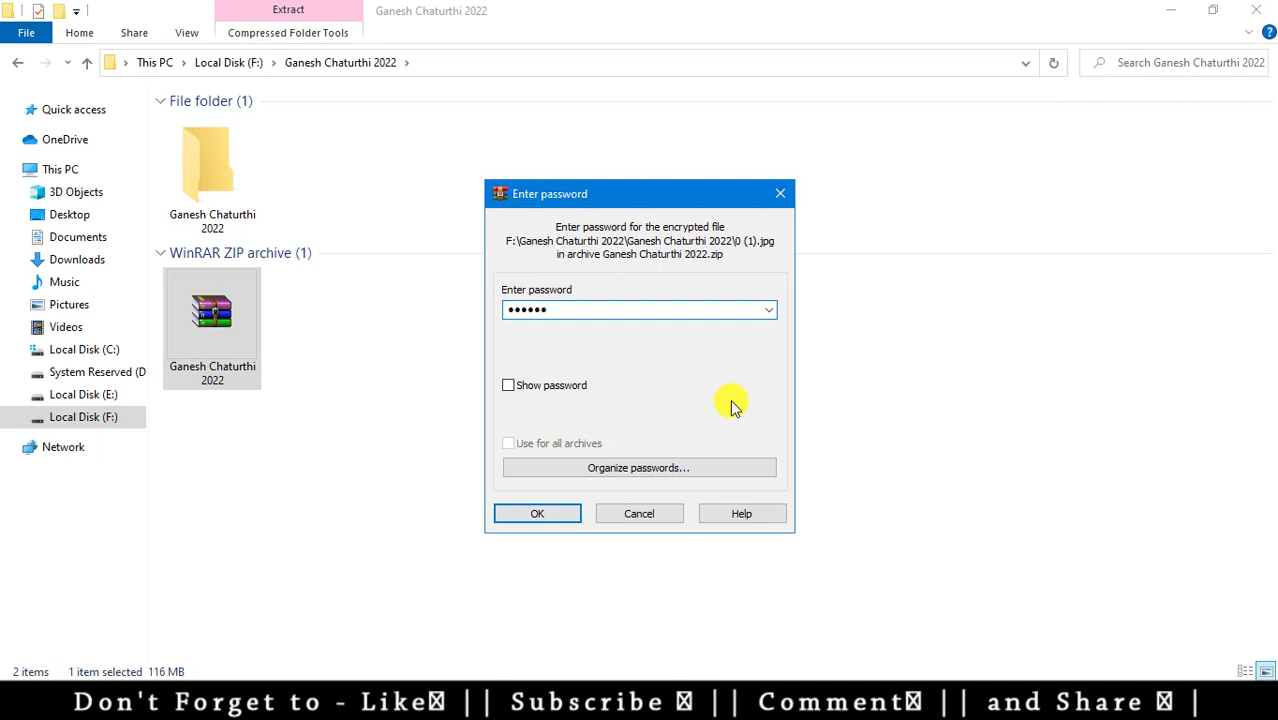 Extract
Ganesh Chaturthi 2022
File
Home
Share
View
Compressed Folder Tools
This PC
Local Disk (F:)
Ganesh Chaturthi 2022
Search Ganesh Chaturthi 2022
Quick access
OneDrive
This PC
3D Objects
Desktop
Documents
Downloads
Music
Pictures
Videos
Local Disk (C:)
System Reserved (D
Local Disk (E:)
Local Disk (F:)
Network
File folder (1)
Ganesh Chaturthi
2022
WinRAR ZIP archive (1)
Ganesh Chaturthi
2022
Enter password
Enter password for the encrypted file
F:\Ganesh Chaturthi 2022\Ganesh Chaturthi 2022\0 (1).jpg
in archive Ganesh Chaturthi 2022.zip
Enter password
••••••
Show password
Use for all archives
Organize passwords...
OK
Cancel
Help
2 items
1 item selected 116 MB
Don't Forget to - Like || Subscribe || Comment || and Share |